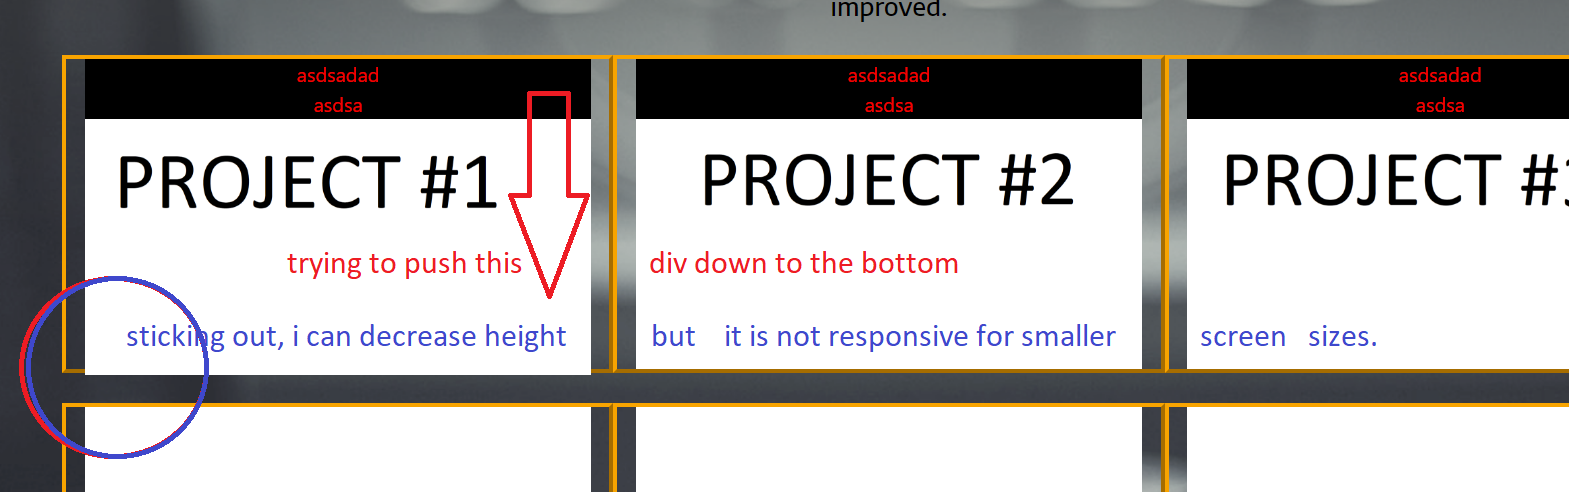 improved.
asdsadad asdsadad asdsadad
asdsa asdsa asdsa
PROJECT #1 PROJECT #2 PROJECT #3
trying to push this div down to the bottom
sticking out, i can decrease height but it is not responsive for smaller screen sizes.